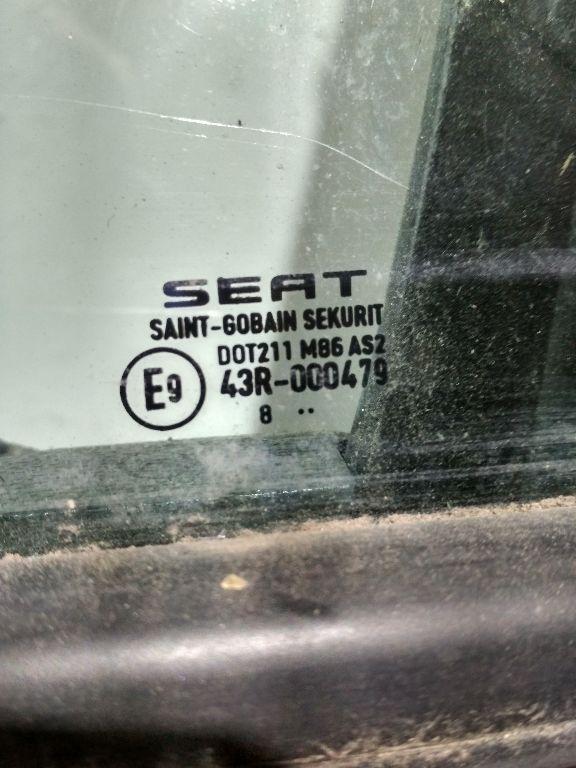 SEAT
SAINT-GOBAIN SEKURIT
DOT211 M86 AS2
E9 43R-000479
8 ..